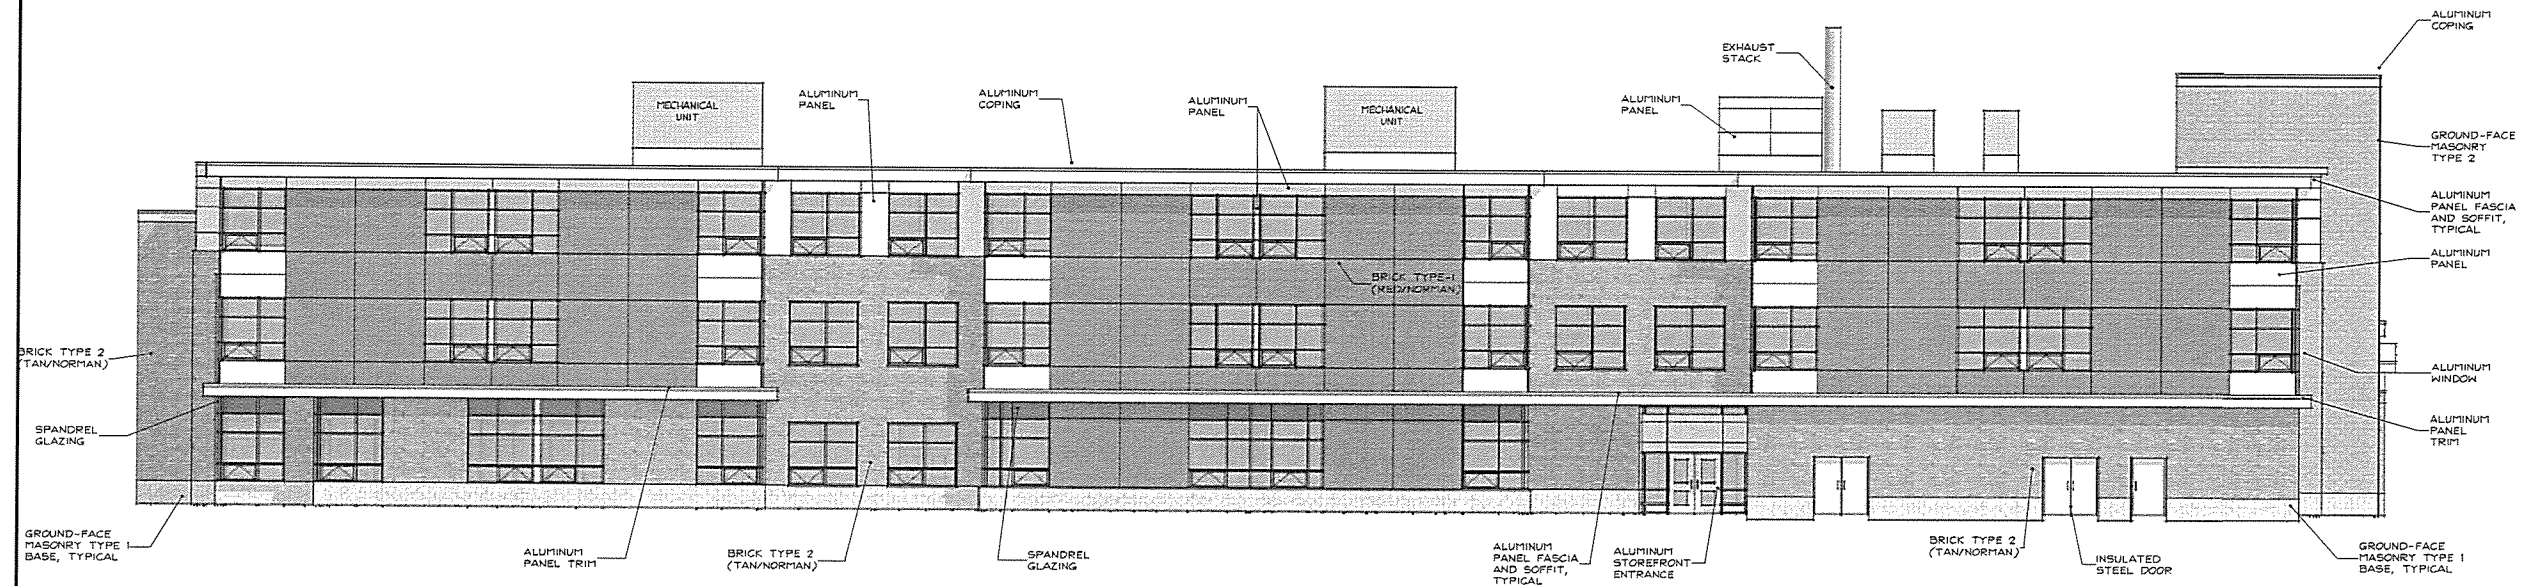 ALUMINUM
COPING
EXHAUST
STACK
MECHANICAL
UNIT
ALUMINUM
PANEL
ALUMINUM
COPING
ALUMINUM
PANEL
MECHANICAL
UNIT
ALUMINUM
PANEL
GROUND-FACE
MASONRY
TYPE 2
ALUMINUM
PANEL FASCIA
AND SOFFIT,
TYPICAL
ALUMINUM
PANEL
BRICK TYPE-1
(RED/NORMAN)
BRICK TYPE 2
(TAN/NORMAN)
ALUMINUM
WINDOW
SPANDREL
GLAZING
ALUMINUM
PANEL
TRIM
GROUND-FACE
MASONRY TYPE 1
BASE, TYPICAL
ALUMINUM
PANEL TRIM
BRICK TYPE 2
(TAN/NORMAN)
SPANDREL
GLAZING
ALUMINUM
PANEL FASCIA
AND SOFFIT,
TYPICAL
ALUMINUM
STOREFRONT
ENTRANCE
BRICK TYPE 2
(TAN/NORMAN)
INSULATED
STEEL DOOR
GROUND-FACE
MASONRY TYPE 1
BASE, TYPICAL